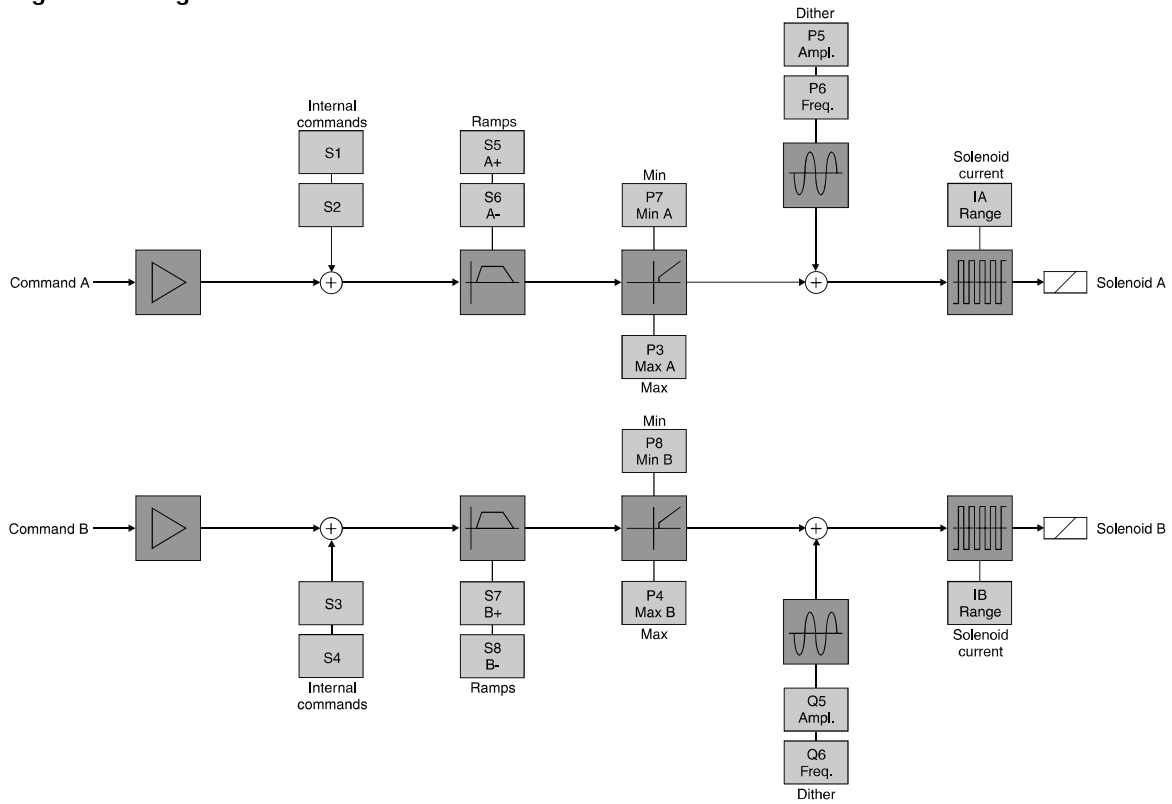 Dither
P5
Ampl.
P6
Freq.
Internal
commands
S1
S2
Ramps
S5
A+
S6
A-
Min
P7
Min A
Solenoid
current
IA
Range
Command A
Solenoid A
P3
Max A
Max
Min
P8
Min B
Command B
Solenoid B
S3
S4
Internal
commands
S7
B+
S8
B-
Ramps
P4
Max B
Max
IB
Range
Solenoid
current
Q5
Ampl.
Q6
Freq.
Dither